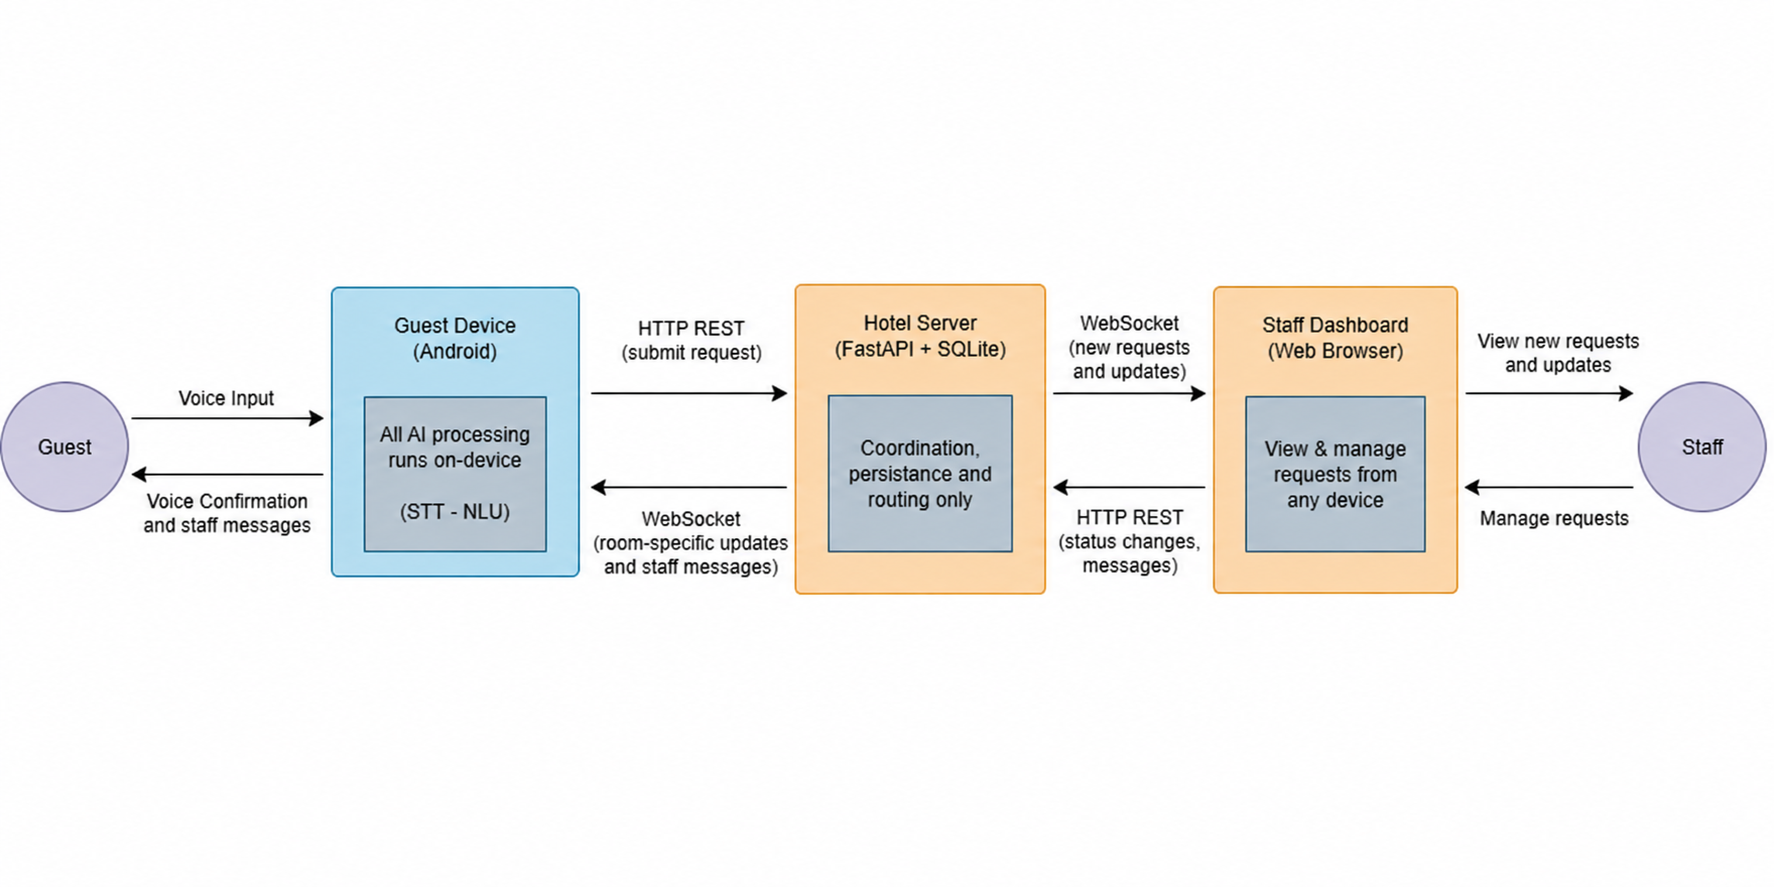 Guest
Voice Input
Voice Confirmation
and staff messages
Guest Device
(Android)
All AI processing
runs on-device
(STT - NLU)
HTTP REST
(submit request)
WebSocket
(room-specific updates
and staff messages)
Hotel Server
(FastAPI + SQLite)
Coordination,
persistance and
routing only
WebSocket
(new requests
and updates)
HTTP REST
(status changes,
messages)
Staff Dashboard
(Web Browser)
View & manage
requests from
any device
View new requests
and updates
Manage requests
Staff